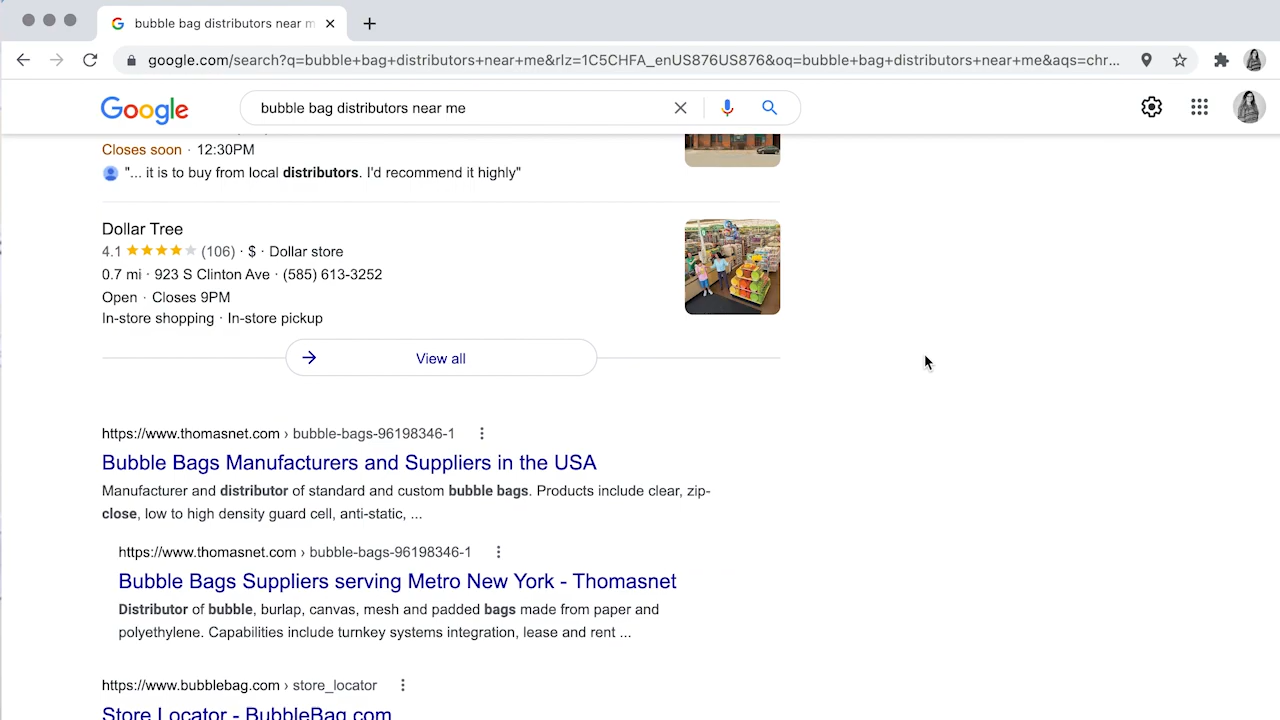 bubble bag distributors near m
google.com/search?q=bubble+bag+distributors+near+me&rlz=1C5CHFA_enUS876US876&oq=bubble+bag+distributors+near+me&aqs=chr...
Google
bubble bag distributors near me
Closes soon · 12:30PM
"... it is to buy from local distributors. I'd recommend it highly"
Dollar Tree
4.1 (106) · $ · Dollar store
0.7 mi · 923 S Clinton Ave · (585) 613-3252
Open · Closes 9PM
In-store shopping · In-store pickup
View all
https://www.thomasnet.com › bubble-bags-96198346-1
Bubble Bags Manufacturers and Suppliers in the USA
Manufacturer and distributor of standard and custom bubble bags. Products include clear, zip-
close, low to high density guard cell, anti-static, ...
https://www.thomasnet.com › bubble-bags-96198346-1
Bubble Bags Suppliers serving Metro New York - Thomasnet
Distributor of bubble, burlap, canvas, mesh and padded bags made from paper and
polyethylene. Capabilities include turnkey systems integration, lease and rent ...
https://www.bubblebag.com › store_locator
Store Locator - BubbleBag.com